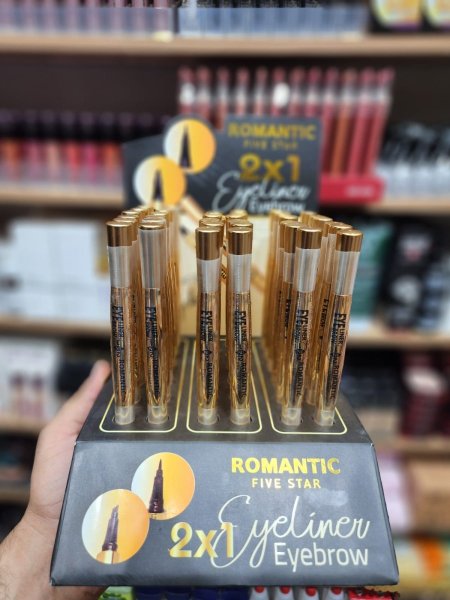 ROMANTIC
FIVE STAR
2x1
Eyeliner
Eyebrow
ROMANTIC
FIVE STAR
2x1 Eyeliner
Eyebrow